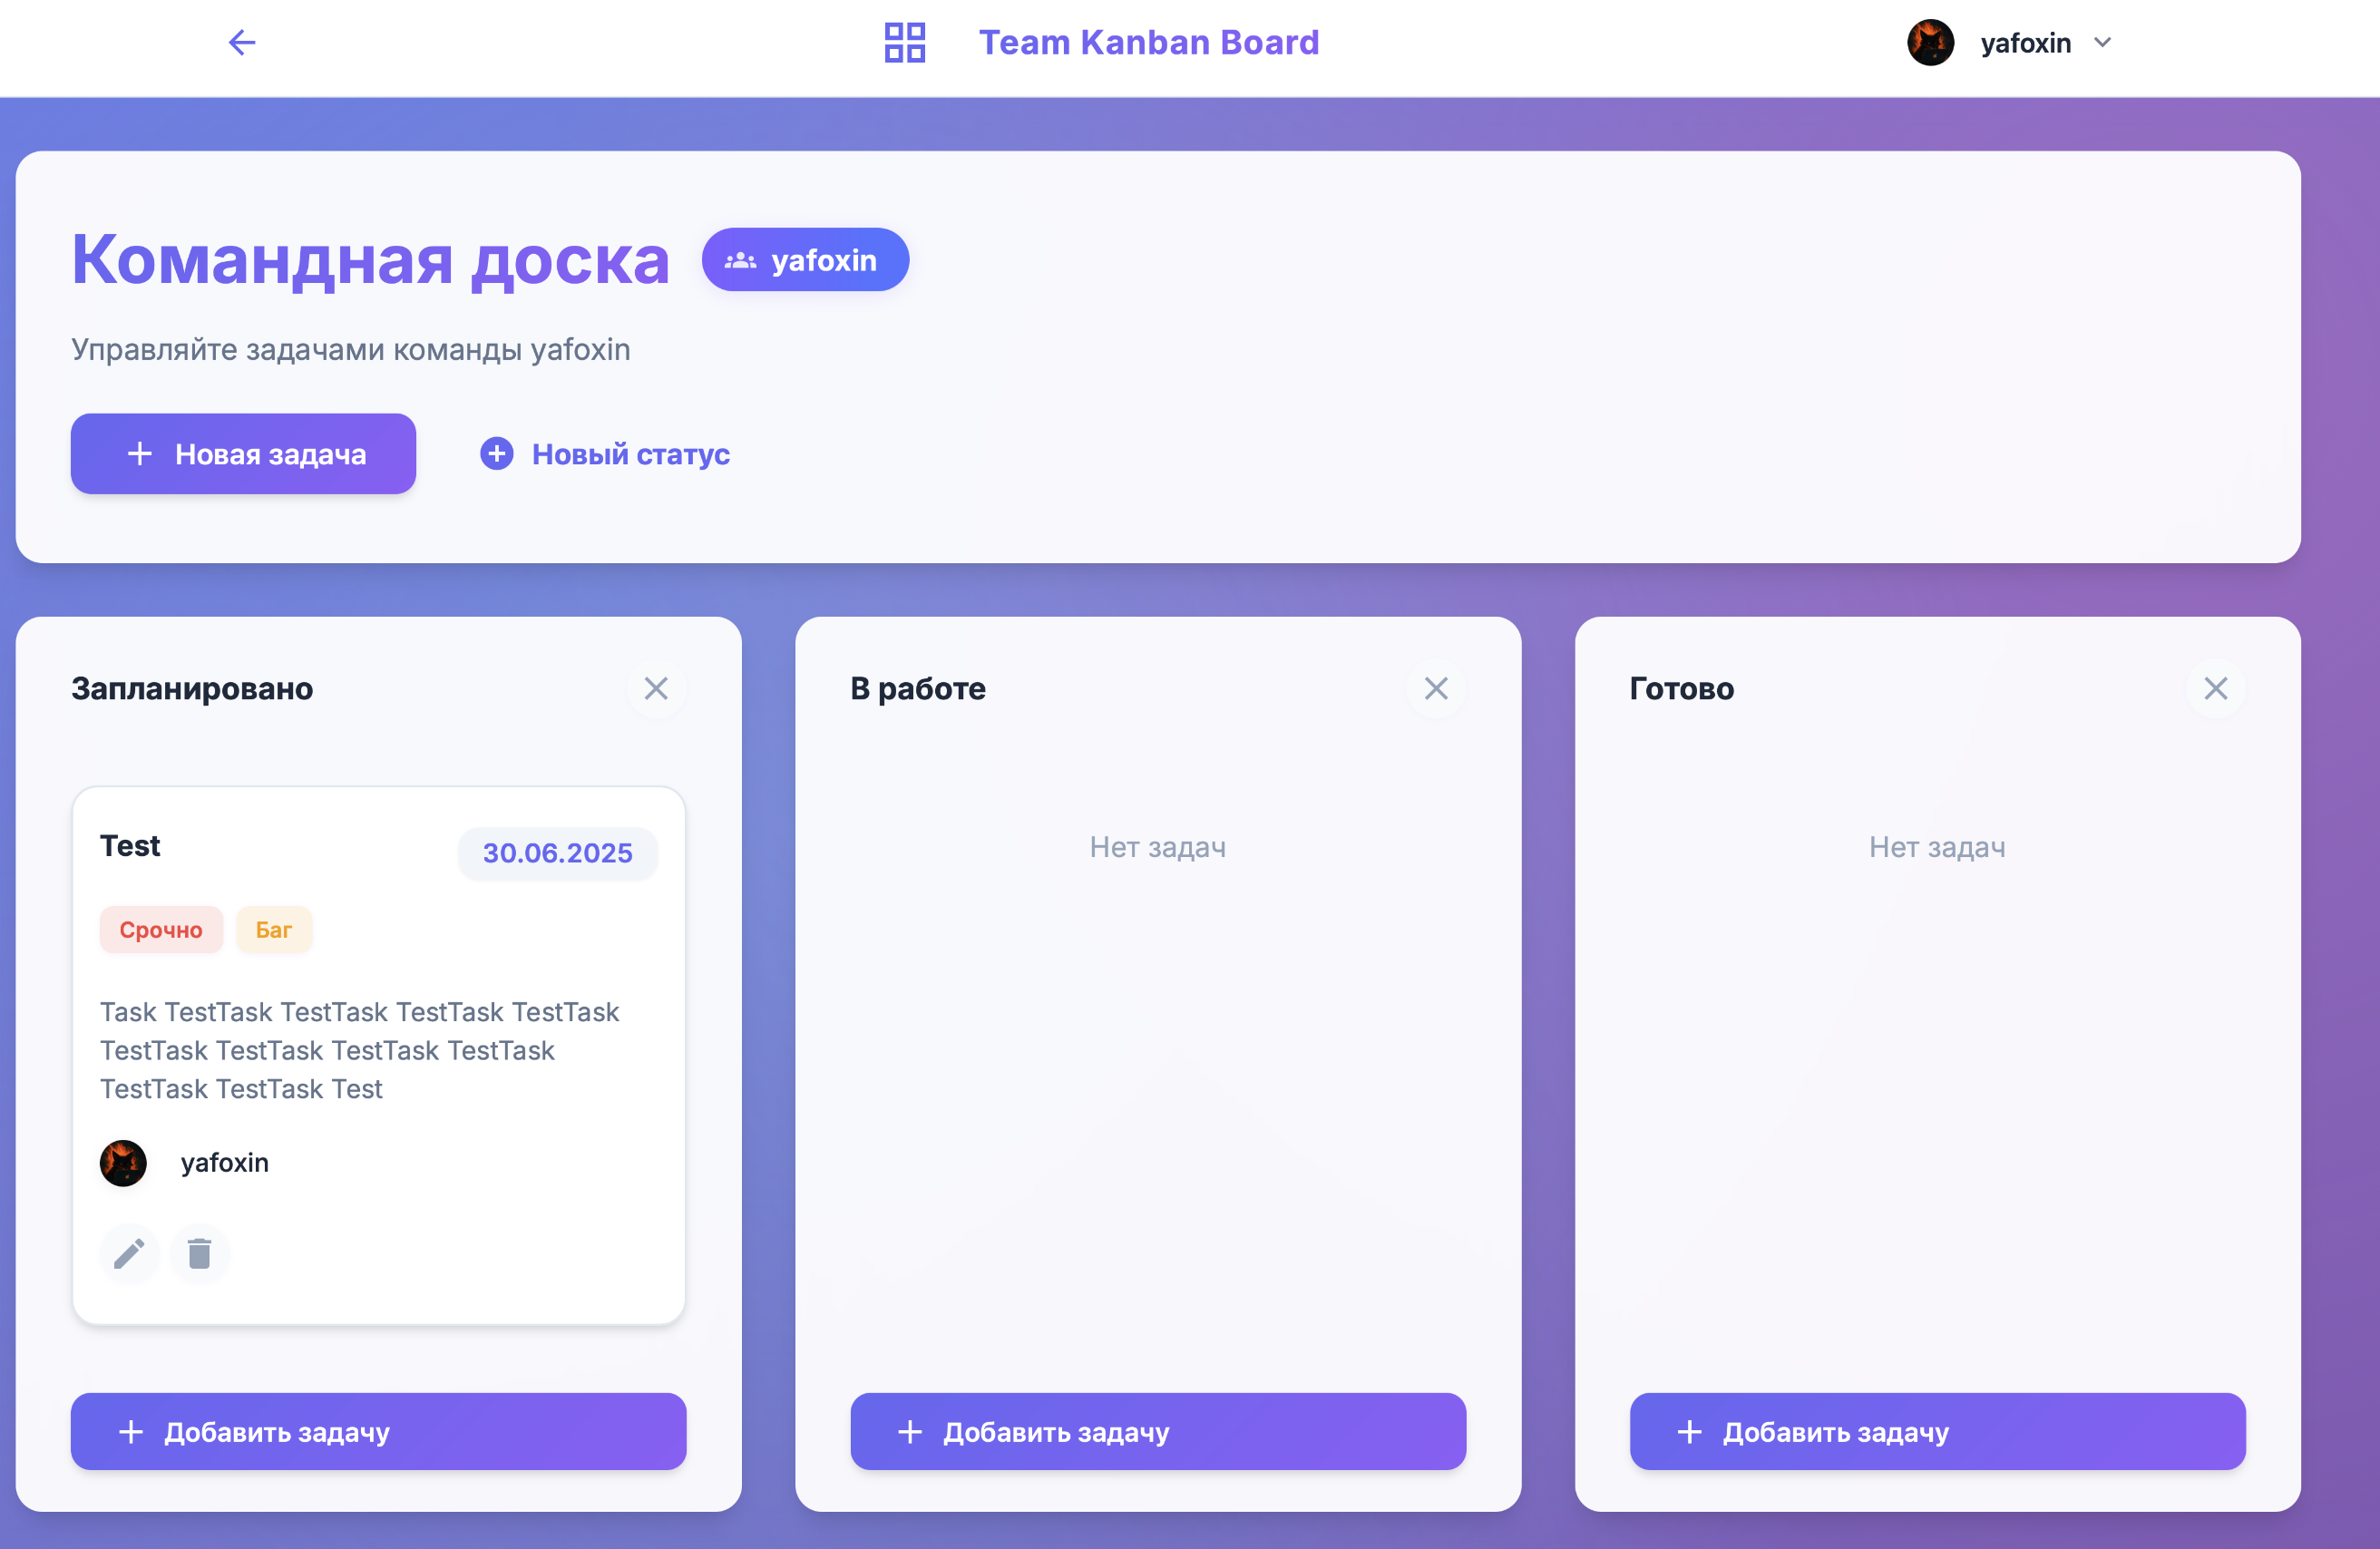 Team Kanban Board
yafoxin
Командная доска
yafoxin
Управляйте задачами команды yafoxin
Новая задача
Новый статус
Запланировано
Test
30.06.2025
Срочно
Баг
Task TestTask TestTask TestTask TestTask
TestTask TestTask TestTask TestTask
TestTask TestTask Test
yafoxin
Добавить задачу
В работе
Нет задач
Добавить задачу
Готово
Нет задач
Добавить задачу